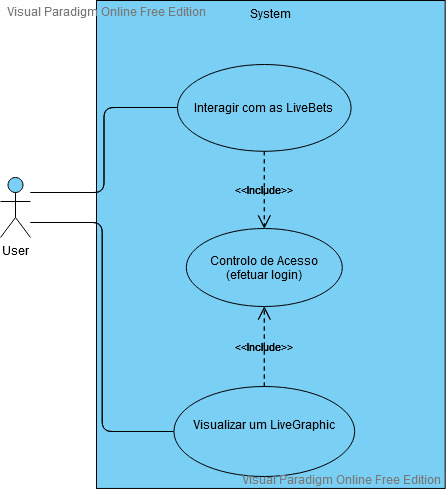 Visual Paradigm Online Free Edition
System
Interagir com as LiveBets
<<Include>>
User
Controlo de Acesso
(efetuar login)
<<Include>>
Visualizar um LiveGraphic
Visual Paradigm Online Free Edition